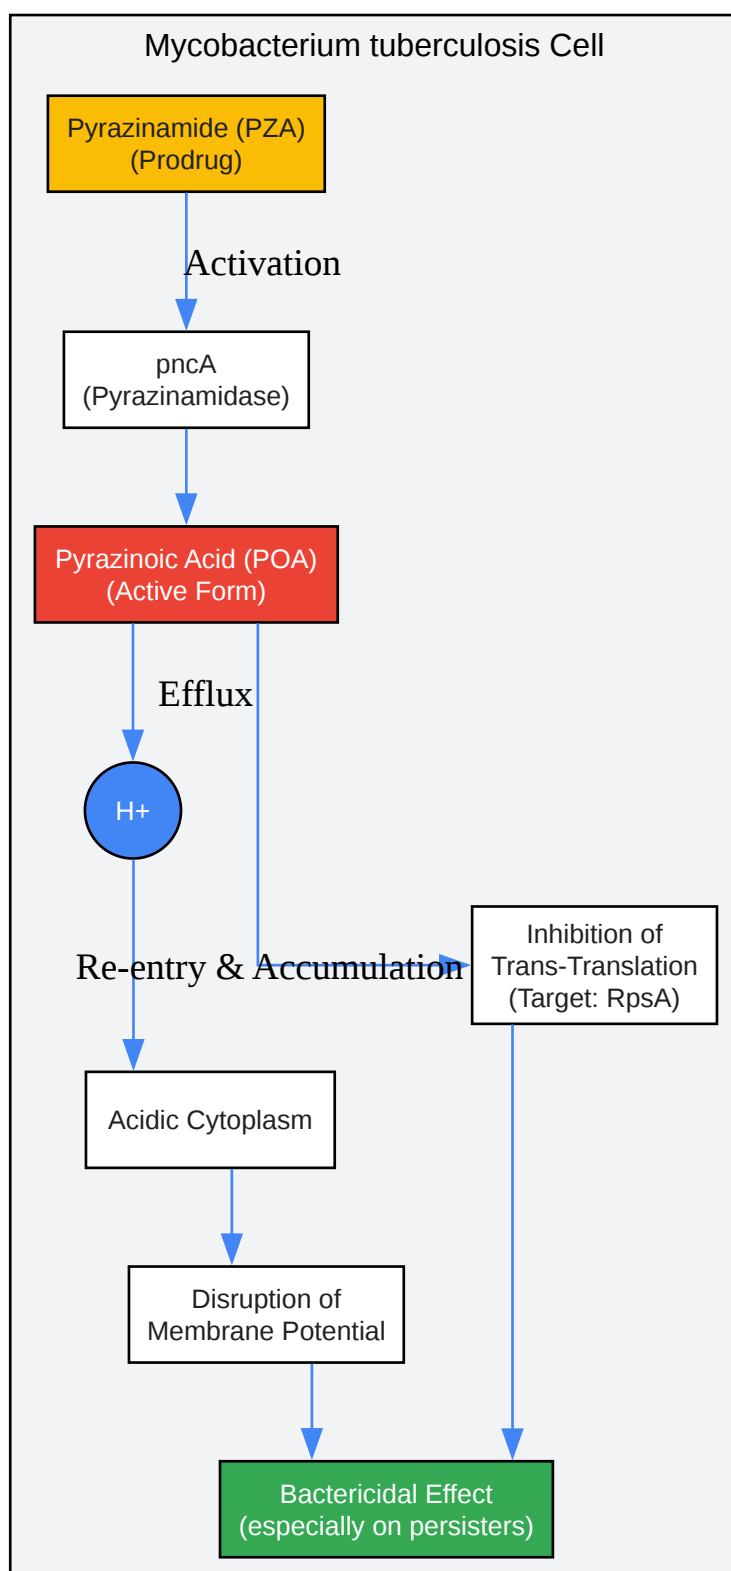 Mycobacterium tuberculosis Cell
Pyrazinamide (PZA)
(Prodrug)
Activation
pncA
(Pyrazinamidase)
Pyrazinoic Acid (POA)
(Active Form)
Efflux
H+
Inhibition of
Trans-Translation
(Target: RpsA)
Re-entry & Accumulation
Acidic Cytoplasm
Disruption of
Membrane Potential
Bactericidal Effect
(especially on persisters)